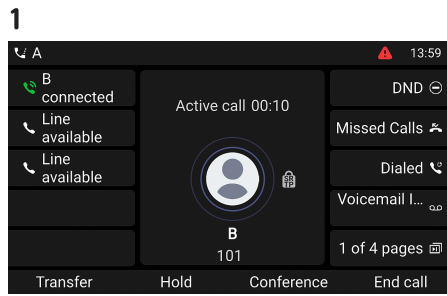 1
A
13:59
B
connected
Line
available
Line
available
Active call 00:10
SRTP
B
101
DND
Missed Calls
Dialed
Voicemail I...
1 of 4 pages
Transfer
Hold
Conference
End call